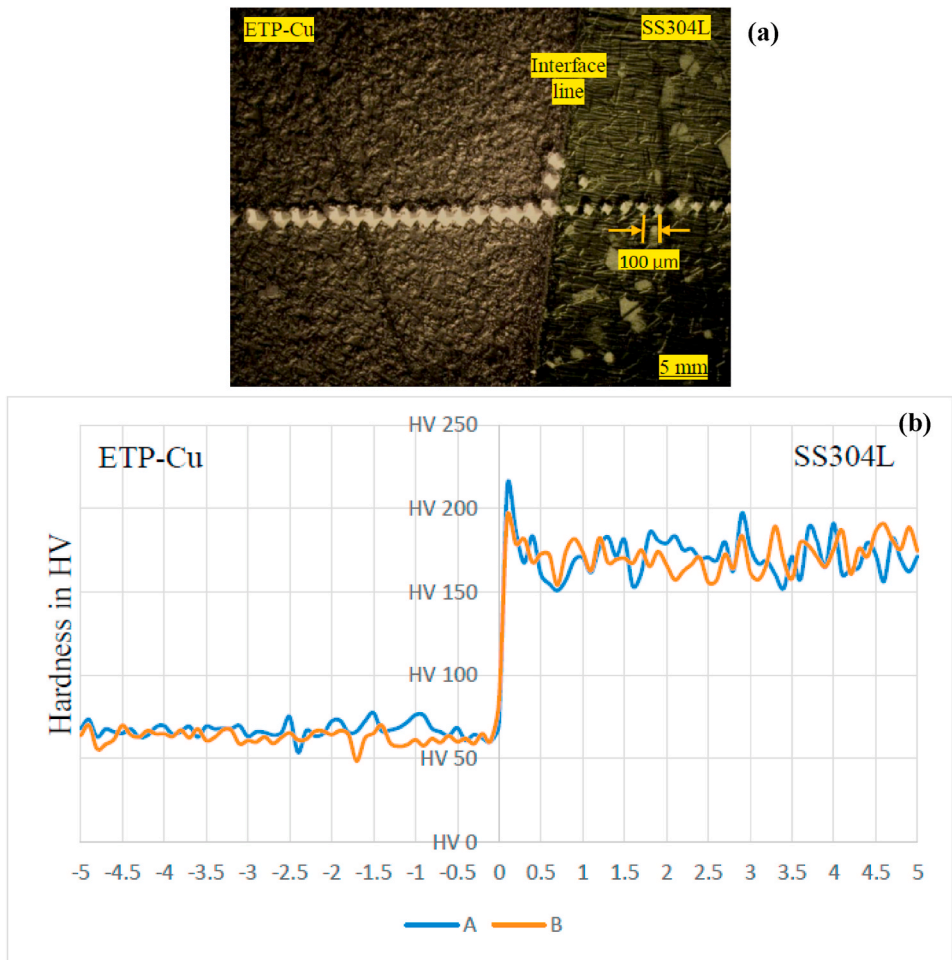 ETP-Cu
SS304L
(a)
Interface
line
100 μm
5 mm
(b)
HV 250
ETP-Cu
SS304L
HV 200
HV 150
Hardness in HV
HV 100
HV 50
HV 0
-5 -4.5 -4 -3.5 -3 -2.5 -2 -1.5 -1 -0.5 0 0.5 1 1.5 2 2.5 3 3.5 4 4.5 5
A B